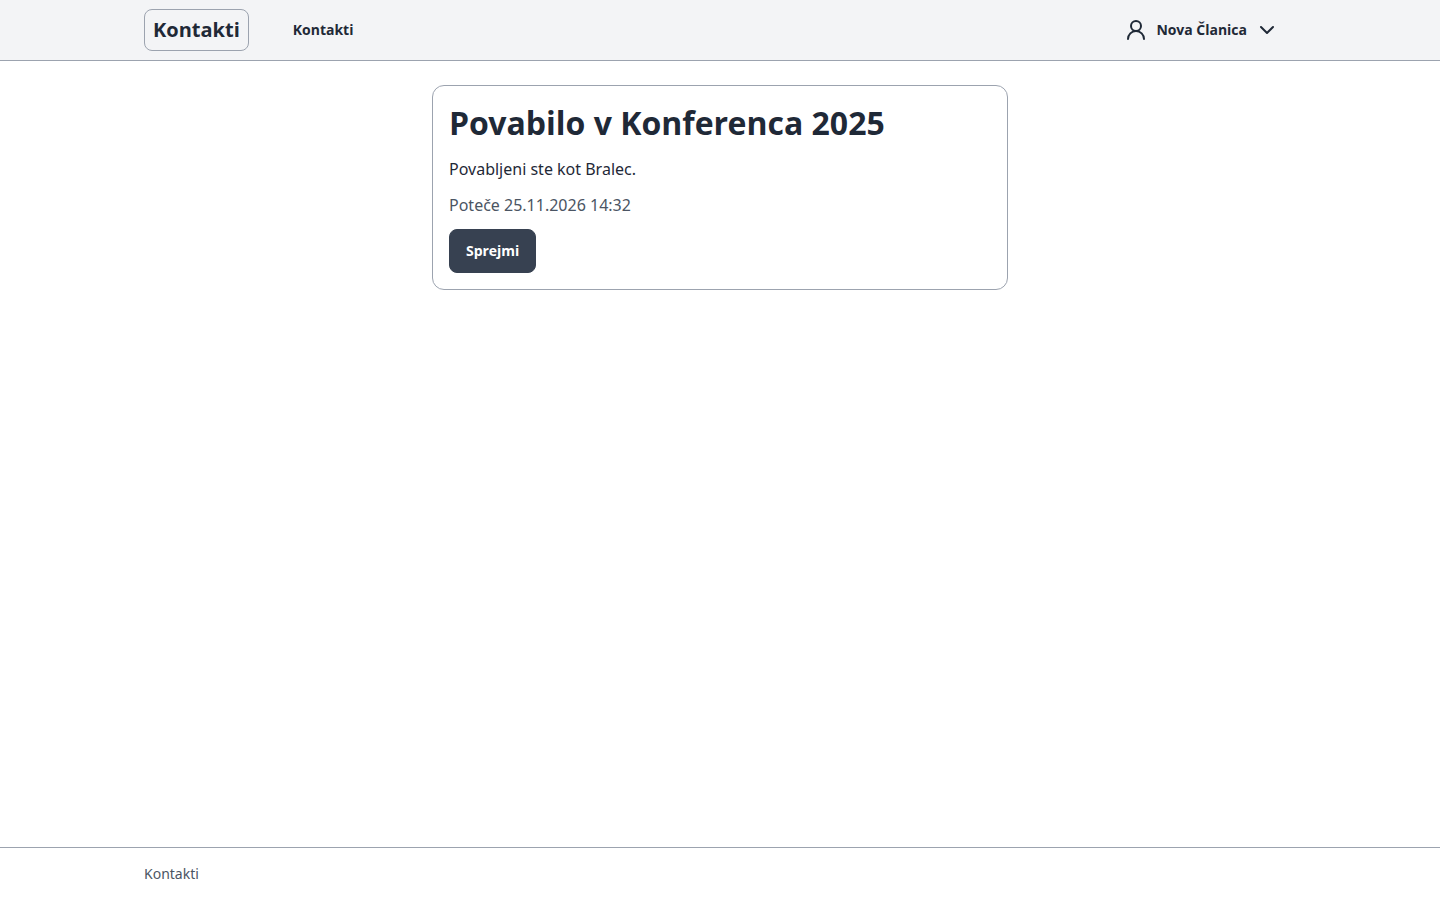 Kontakti
Kontakti
Nova Članica
Povabilo v Konferenca 2025
Povabljeni ste kot Bralec.
Poteče 25.11.2026 14:32
Sprejmi
Kontakti